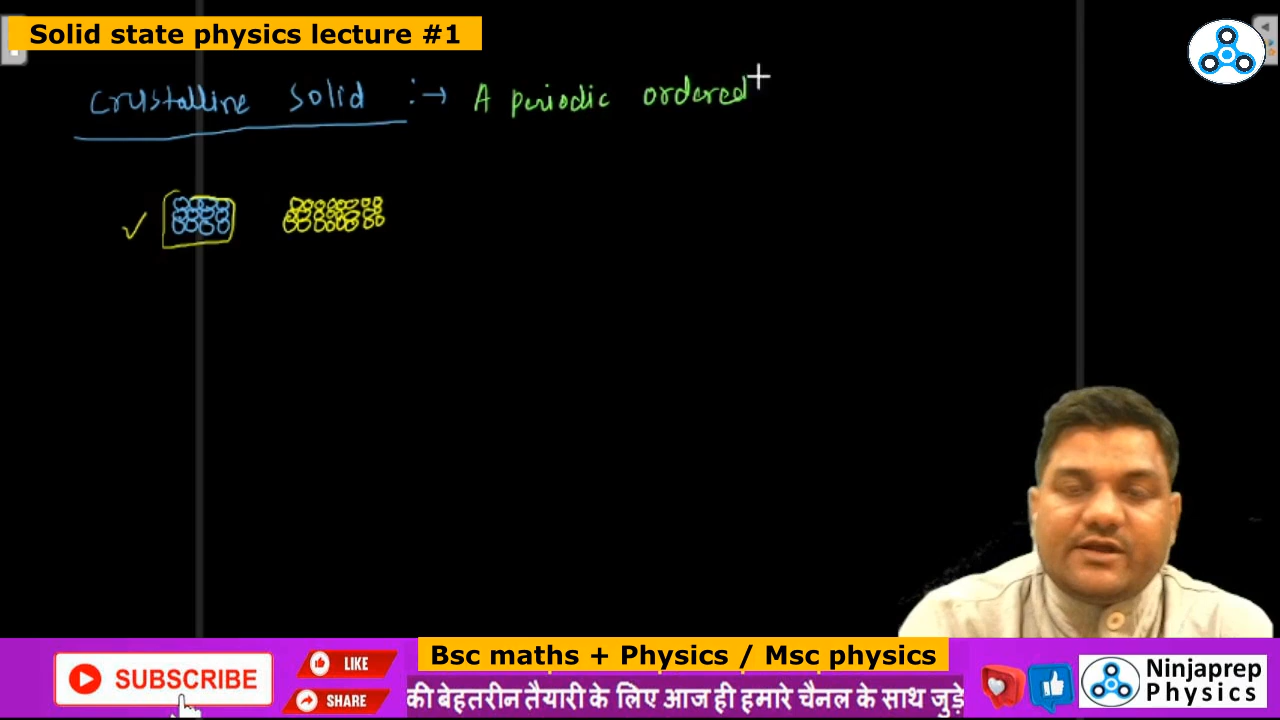 Solid state physics lecture #1
Crystalline Solid :→ A periodic ordered
SUBSCRIBE
LIKE
SHARE
Bsc maths + Physics / Msc physics
की बेहतरीन तैयारी के लिए आज ही हमारे चैनल के साथ जुड़े
Ninjaprep
Physics